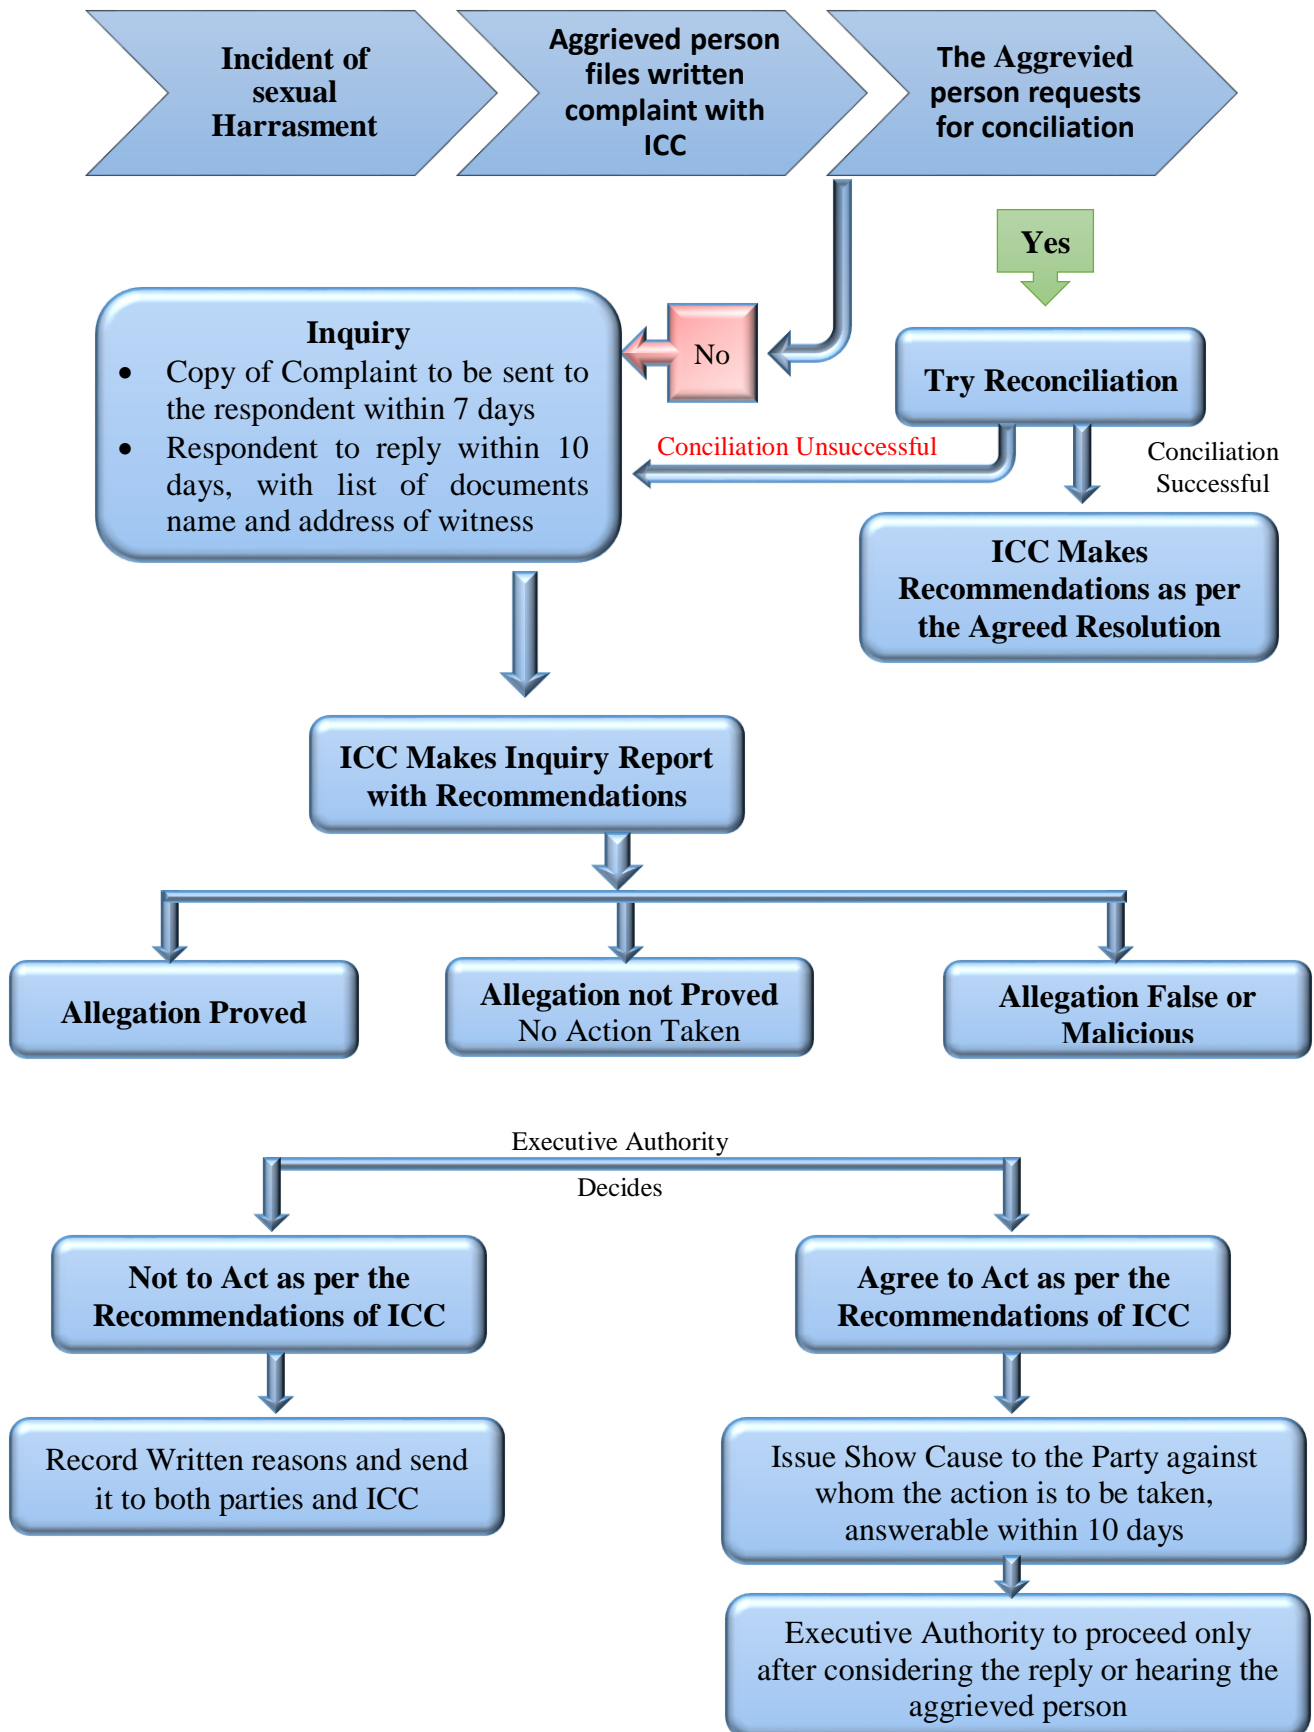 Incident of
sexual
Harrasment
Aggrieved person
files written
complaint with
ICC
The Aggrevied
person requests
for conciliation
Yes
No
Inquiry
• Copy of Complaint to be sent to
the respondent within 7 days
• Respondent to reply within 10
days, with list of documents
name and address of witness
Try Reconciliation
Conciliation Unsuccessful
Conciliation
Successful
ICC Makes
Recommendations as per
the Agreed Resolution
ICC Makes Inquiry Report
with Recommendations
Allegation Proved
Allegation not Proved
No Action Taken
Allegation False or
Malicious
Executive Authority
Decides
Not to Act as per the
Recommendations of ICC
Agree to Act as per the
Recommendations of ICC
Record Written reasons and send
it to both parties and ICC
Issue Show Cause to the Party against
whom the action is to be taken,
answerable within 10 days
Executive Authority to proceed only
after considering the reply or hearing the
aggrieved person